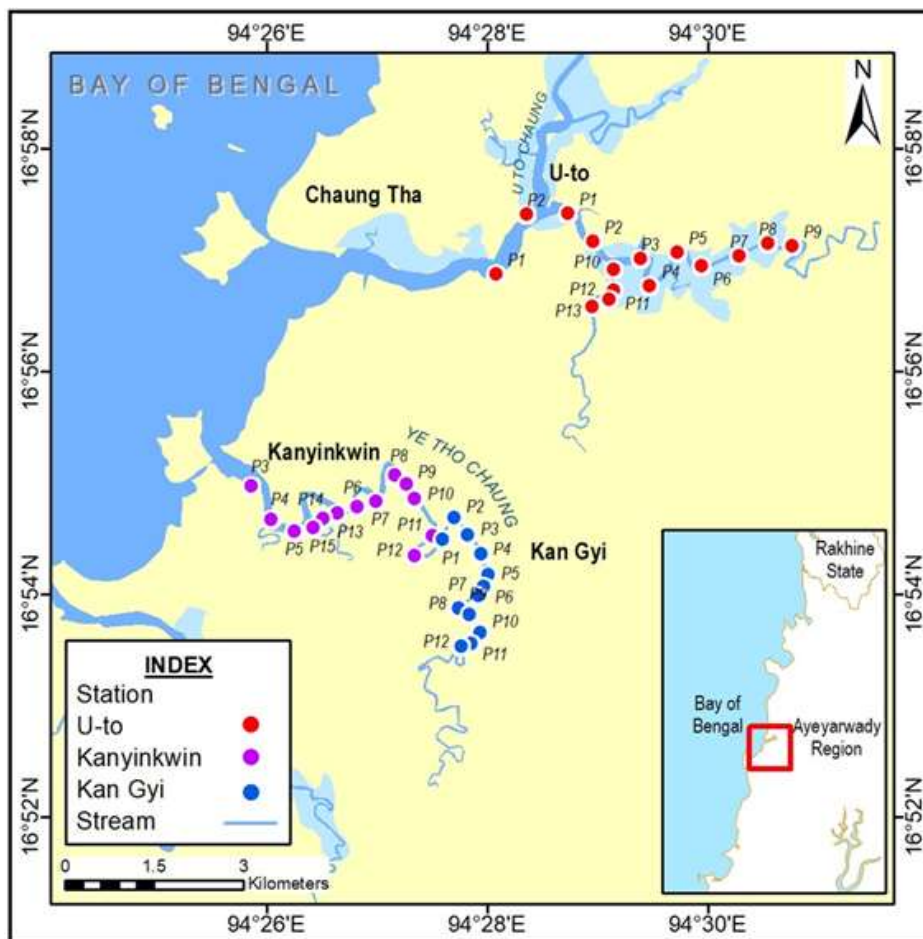 94°26'E 94°28'E 94°30'E
BAY OF BENGAL
N
16°58'N 16°58'N
U TO CHAUNG
U-to
Chaung Tha
P2 P1
P2
P3 P5 P8 P9
P10 P7
P1
P4 P6
P12
P13 P11
16°56'N 16°56'N
Kanyinkwin
YE THO CHAUNG
P3 P8
P9
P14 P6 P10
P4 P2
P7
P13 P11 P3
P5 P15
P12 P1 P4
Kan Gyi
P5
P7
P6
P8
16°54'N 16°54'N
P10
P12
P11
INDEX
Station
U-to
Kanyinkwin
Kan Gyi
Stream
16°52'N 16°52'N
0 1.5 3
Kilometers
Rakhine
State
Bay of
Bengal
Ayeyarwady
Region
94°26'E 94°28'E 94°30'E